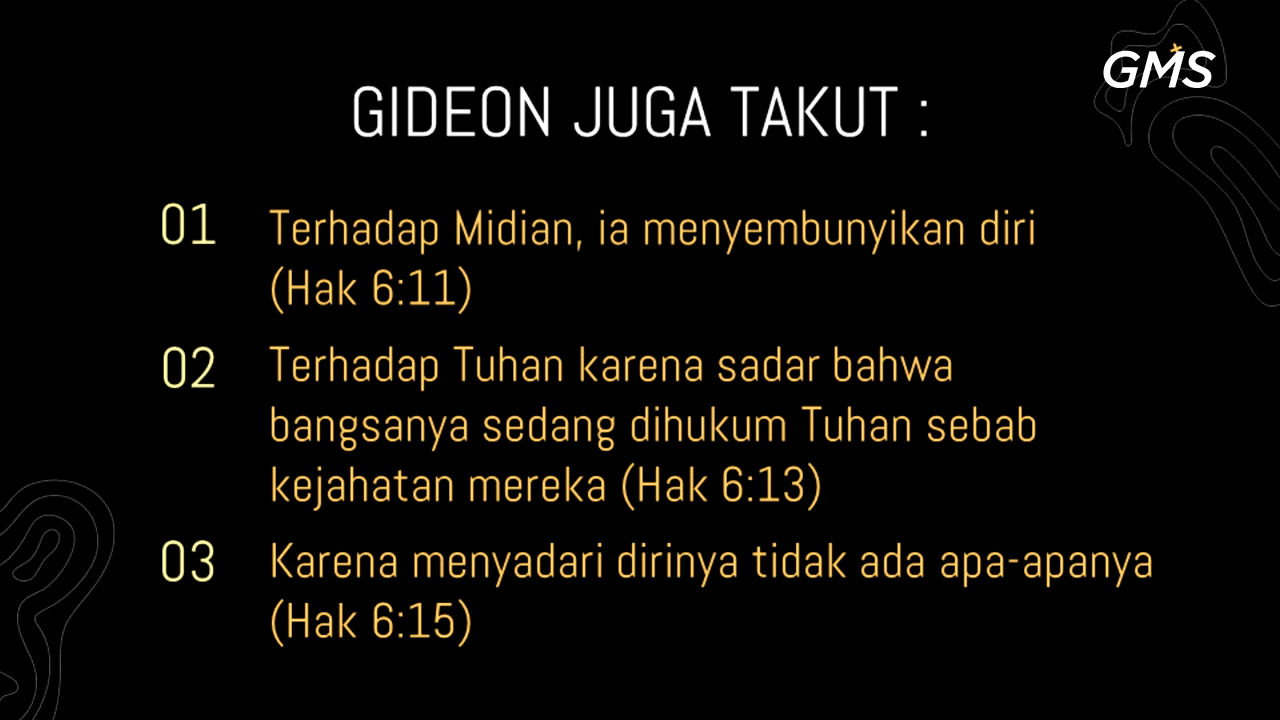 GMS
GIDEON JUGA TAKUT :
01 Terhadap Midian, ia menyembunyikan diri
(Hak 6:11)
02 Terhadap Tuhan karena sadar bahwa
bangsanya sedang dihukum Tuhan sebab
kejahatan mereka (Hak 6:13)
03 Karena menyadari dirinya tidak ada apa-apanya
(Hak 6:15)